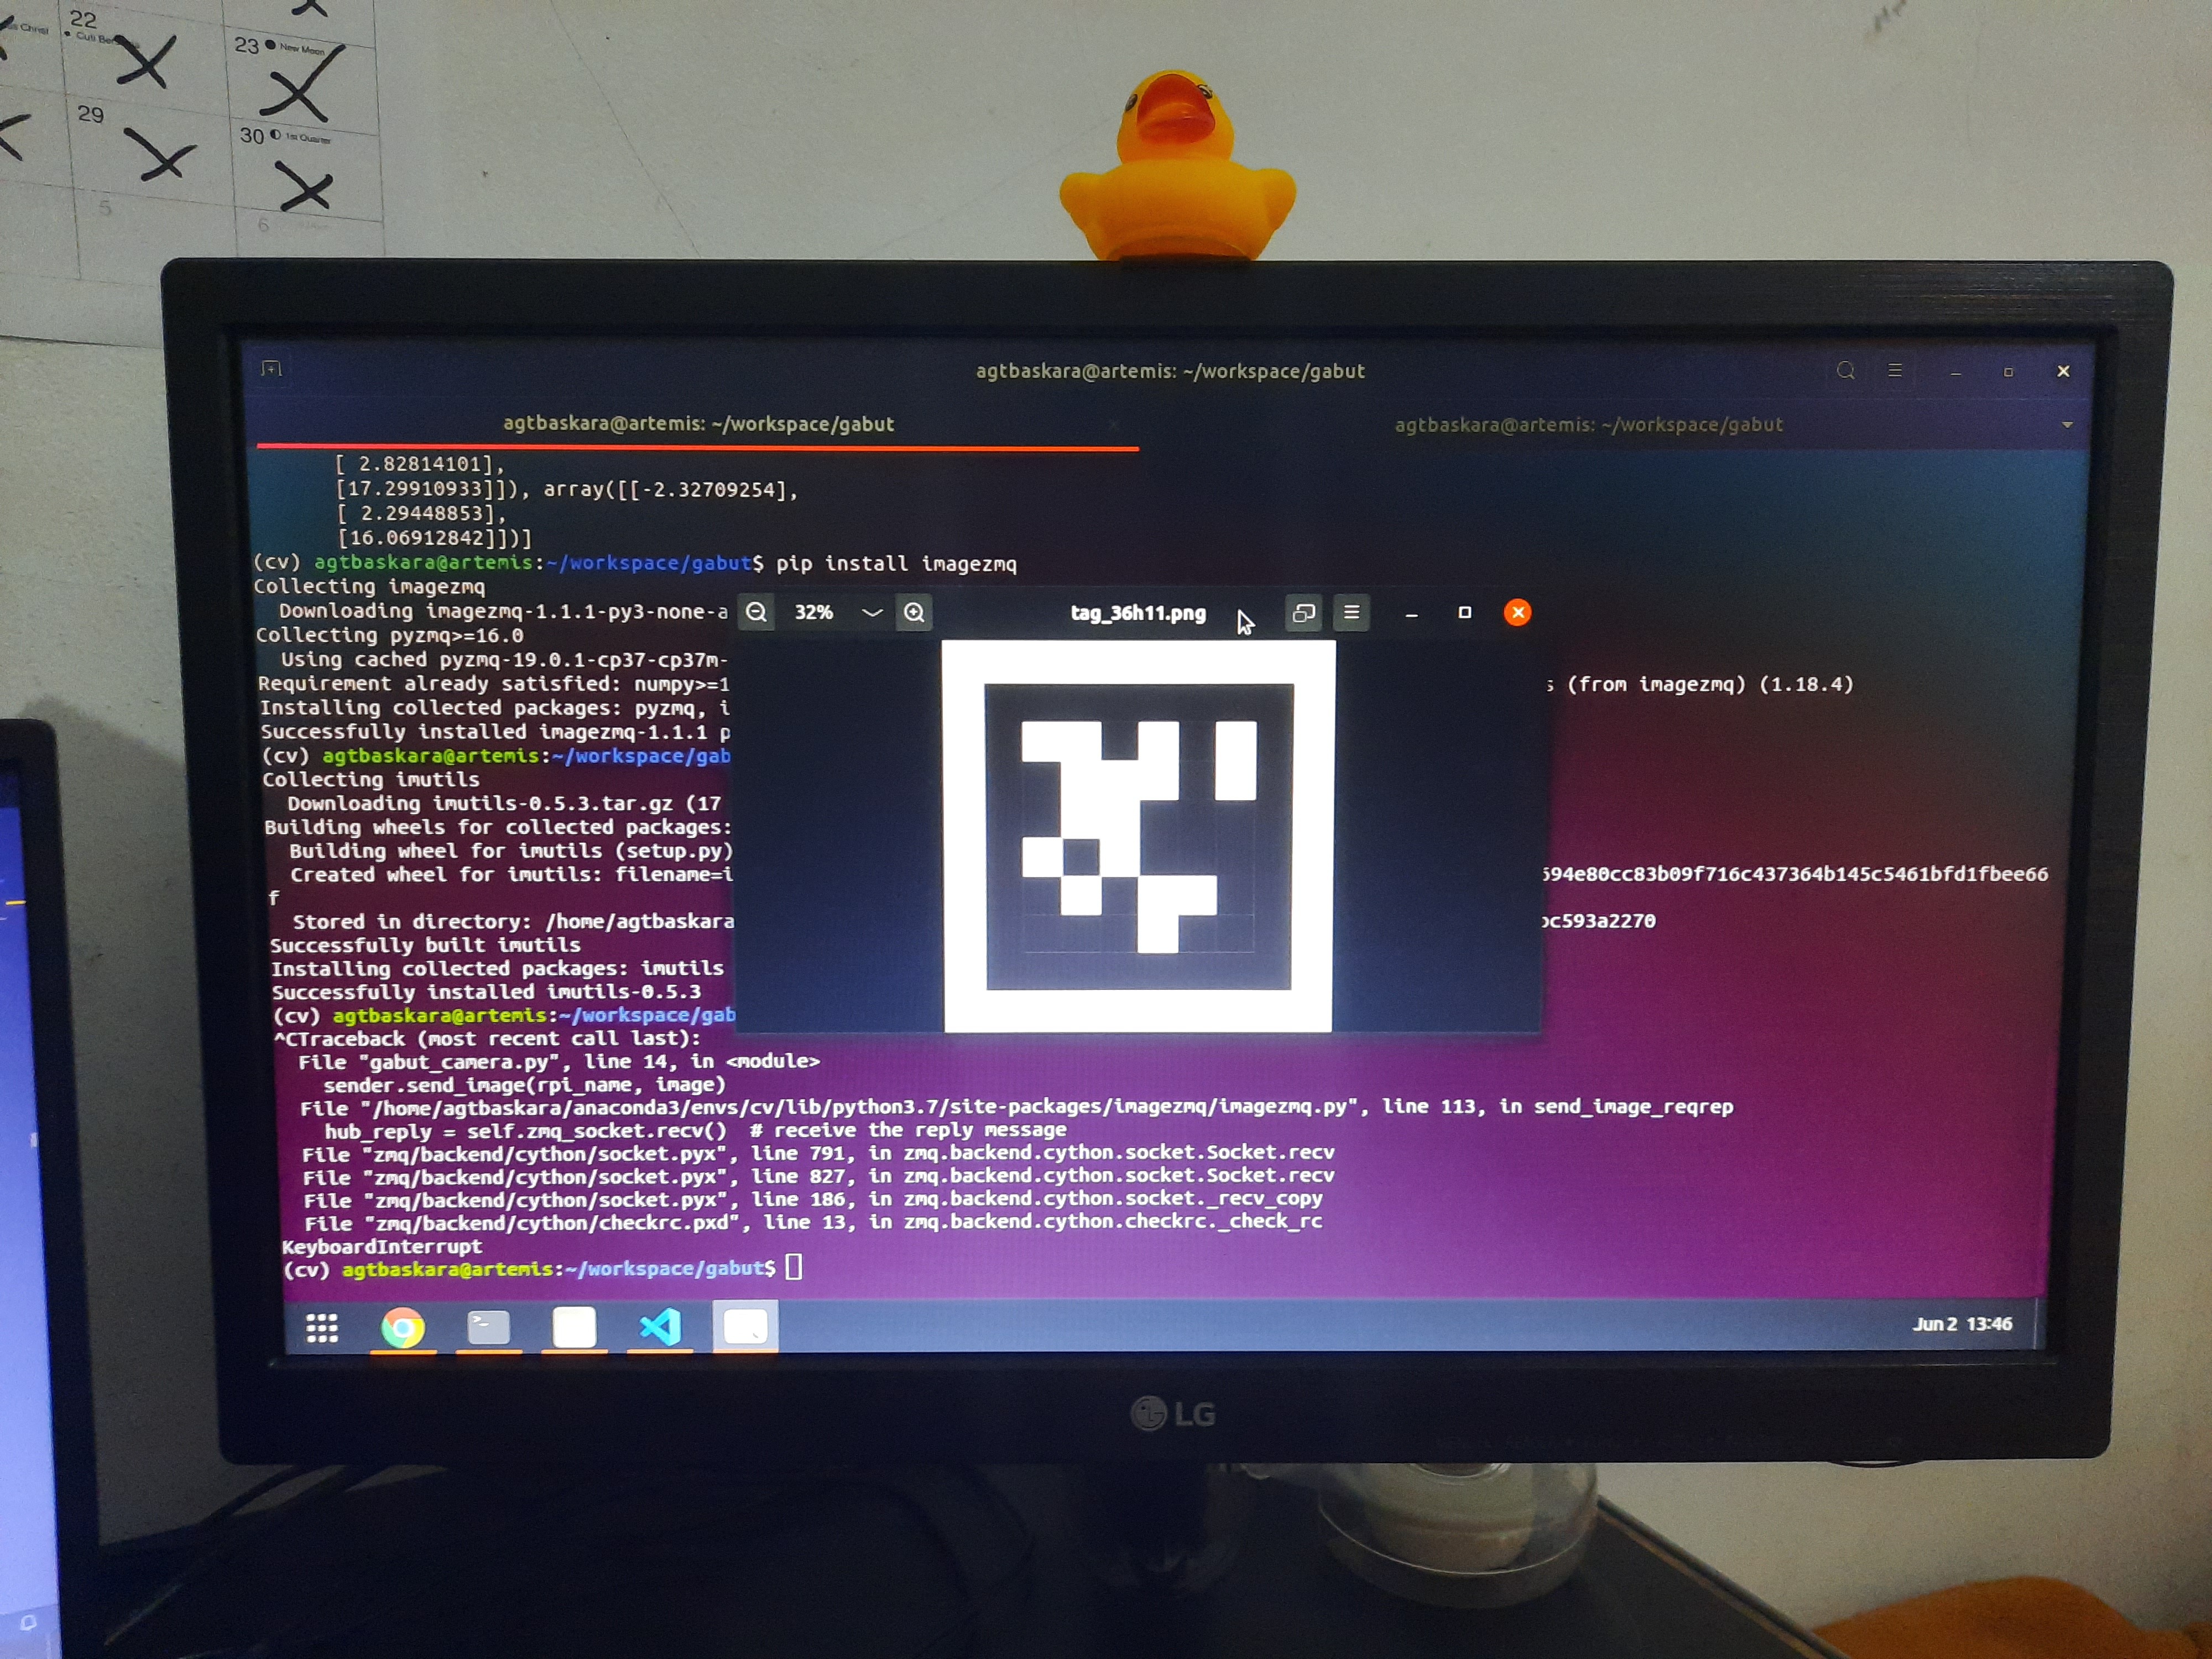 22
Cuti
23 New Moon
29
30 1st Quarter
5
6
agtbaskara@artemis: ~/workspace/gabut
agtbaskara@artemis: ~/workspace/gabut
agtbaskara@artemis: ~/workspace/gabut
[ 2.82814101],
[17.29910933]]), array([[-2.32709254],
[ 2.29448853],
[16.06912842]])]
(cv) agtbaskara@artemis:~/workspace/gabut$ pip install imagezmq
Collecting imagezmq
Downloading imagezmq-1.1.1-py3-none-a
Collecting pyzmq>=16.0
Using cached pyzmq-19.0.1-cp37-cp37m-
Requirement already satisfied: numpy>=1 s (from imagezmq) (1.18.4)
Installing collected packages: pyzmq, i
Successfully installed imagezmq-1.1.1 p
(cv) agtbaskara@artemis:~/workspace/gab
Collecting imutils
Downloading imutils-0.5.3.tar.gz (17
Building wheels for collected packages:
Building wheel for imutils (setup.py)
Created wheel for imutils: filename=i 594e80cc83b09f716c437364b145c5461bfd1fbee66
f
Stored in directory: /home/agtbaskara bc593a2270
Successfully built imutils
Installing collected packages: imutils
Successfully installed imutils-0.5.3
(cv) agtbaskara@artemis:~/workspace/gab
^CTraceback (most recent call last):
File "gabut_camera.py", line 14, in <module>
sender.send_image(rpi_name, image)
File "/home/agtbaskara/anaconda3/envs/cv/lib/python3.7/site-packages/imagezmq/imagezmq.py", line 113, in send_image_reqrep
hub_reply = self.zmq_socket.recv() # receive the reply message
File "zmq/backend/cython/socket.pyx", line 791, in zmq.backend.cython.socket.Socket.recv
File "zmq/backend/cython/socket.pyx", line 827, in zmq.backend.cython.socket.Socket.recv
File "zmq/backend/cython/socket.pyx", line 186, in zmq.backend.cython.socket._recv_copy
File "zmq/backend/cython/checkrc.pxd", line 13, in zmq.backend.cython.checkrc._check_rc
KeyboardInterrupt
(cv) agtbaskara@artemis:~/workspace/gabut$
32%
tag_36h11.png
Jun 2 13:46
LG